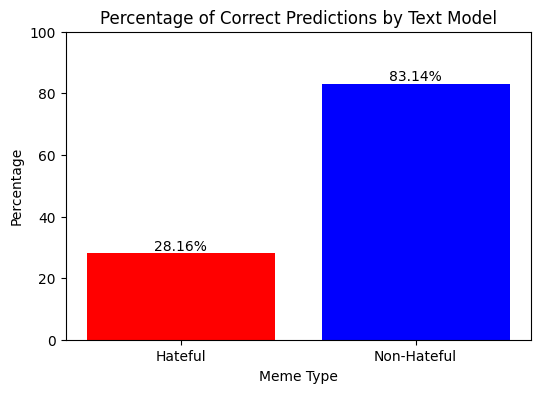 Percentage of Correct Predictions by Text Model
100
80
60
40
20
0
Percentage
28.16%
83.14%
Hateful
Non-Hateful
Meme Type